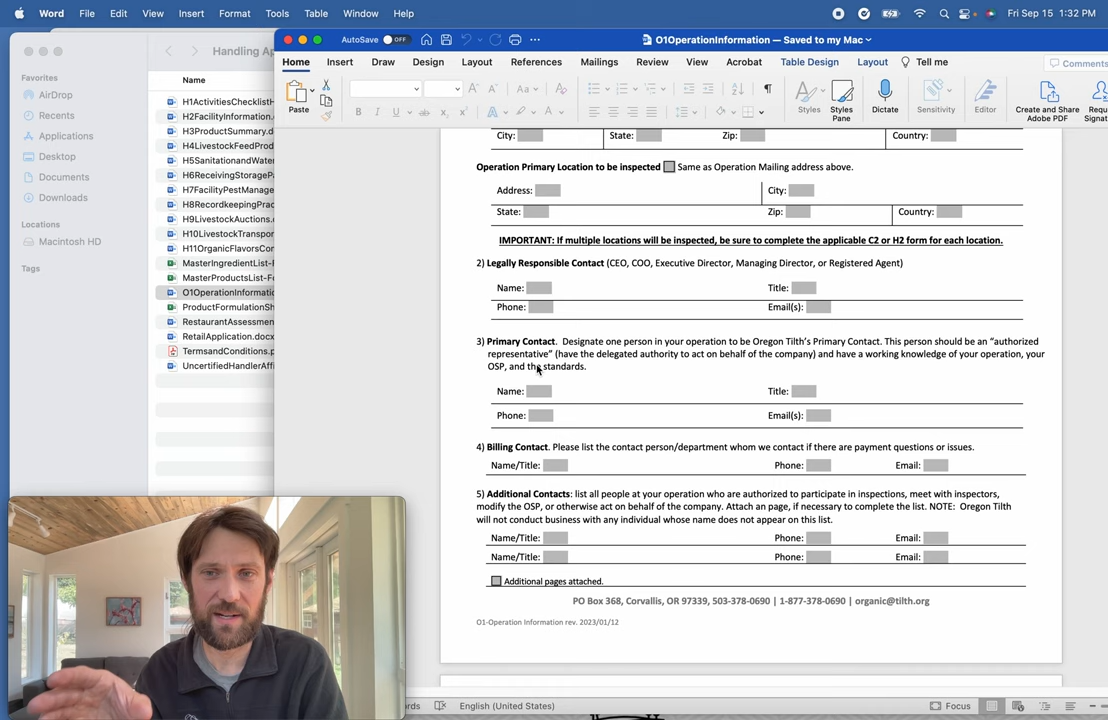 Word File Edit View Insert Format Tools Table Window Help Fri Sep 15 1:32 PM
AutoSave OFF O1OperationInformation — Saved to my Mac
Home Insert Draw Design Layout References Mailings Review View Acrobat Table Design Layout Tell me Comments
Paste
Styles
Styles Pane
Dictate
Sensitivity
Editor
Create and Share Adobe PDF
Handling Ap
Favorites
AirDrop
Recents
Applications
Desktop
Documents
Downloads
Locations
Macintosh HD
Tags
Name
H1ActivitiesChecklistH
H2FacilityInformation.
H3ProductSummary.d
H4LivestockFeedProd
H5SanitationandWater
H6ReceivingStoragePa
H7FacilityPestManage
H8RecordkeepingPrac
H9LivestockAuctions.
H10LivestockTranspor
H11OrganicFlavorsCon
MasterIngredientList-
MasterProductsList-Fe
O1OperationInformatio
ProductFormulationSh
RestaurantAssessmen
RetailApplication.docx
TermsandConditions.p
UncertifiedHandlerAffi
City: State: Zip: Country:
Operation Primary Location to be inspected Same as Operation Mailing address above.
Address: City:
State: Zip: Country:
IMPORTANT: If multiple locations will be inspected, be sure to complete the applicable C2 or H2 form for each location.
2) Legally Responsible Contact (CEO, COO, Executive Director, Managing Director, or Registered Agent)
Name: Title:
Phone: Email(s):
3) Primary Contact. Designate one person in your operation to be Oregon Tilth's Primary Contact. This person should be an "authorized
representative" (have the delegated authority to act on behalf of the company) and have a working knowledge of your operation, your
OSP, and the standards.
Name: Title:
Phone: Email(s):
4) Billing Contact. Please list the contact person/department whom we contact if there are payment questions or issues.
Name/Title: Phone: Email:
5) Additional Contacts: list all people at your operation who are authorized to participate in inspections, meet with inspectors,
modify the OSP, or otherwise act on behalf of the company. Attach an page, if necessary to complete the list. NOTE: Oregon Tilth
will not conduct business with any individual whose name does not appear on this list.
Name/Title: Phone: Email:
Name/Title: Phone: Email:
Additional pages attached.
PO Box 368, Corvallis, OR 97339, 503-378-0690 | 1-877-378-0690 | organic@tilth.org
O1-Operation Information rev. 2023/01/12
English (United States) Focus